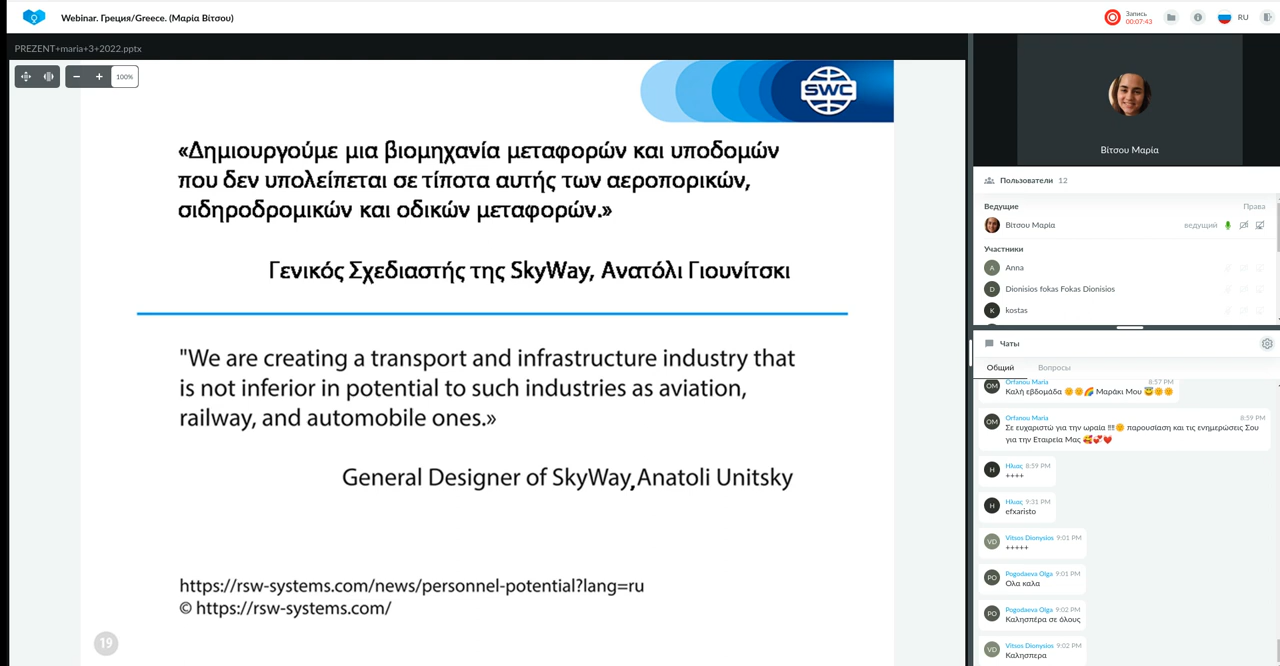 Webinar. Греция/Greece. (Μαρία Βίτσου)
Запись
00:07:43
RU
PREZENT+maria+3+2022.pptx
100%
SWC
«Δημιουργούμε μια βιομηχανία μεταφορών και υποδομών
που δεν υπολείπεται σε τίποτα αυτής των αεροπορικών,
σιδηροδρομικών και οδικών μεταφορών.»
Γενικός Σχεδιαστής της SkyWay, Ανατόλι Γιουνίτσκι
"We are creating a transport and infrastructure industry that
is not inferior in potential to such industries as aviation,
railway, and automobile ones.»
General Designer of SkyWay,Anatoli Unitsky
https://rsw-systems.com/news/personnel-potential?lang=ru
© https://rsw-systems.com/
19
Βίτσου Μαρία
Пользователи 12
Ведущие Права
Βίτσου Μαρία ведущий
Участники
A Anna
D Dionisios fokas Fokas Dionisios
K kostas
Чаты
Общий Вопросы
OM Orfanou Maria 8:57 PM
Καλή εβδομάδα Μαράκι Μου
OM Orfanou Maria 8:59 PM
Σε ευχαριστώ για την ωραία !!!! παρουσίαση και τις ενημερώσεις Σου
για την Εταιρεία Μας
Η Ηλιας 8:59 PM
++++
Η Ηλιας 9:31 PM
efxaristo
VD Vitsos Dionysios 9:01 PM
+++++
PO Pogodaeva Olga 9:01 PM
Ολα καλα
PO Pogodaeva Olga 9:02 PM
Καλησπέρα σε όλους
VD Vitsos Dionysios 9:02 PM
Καλησπερα